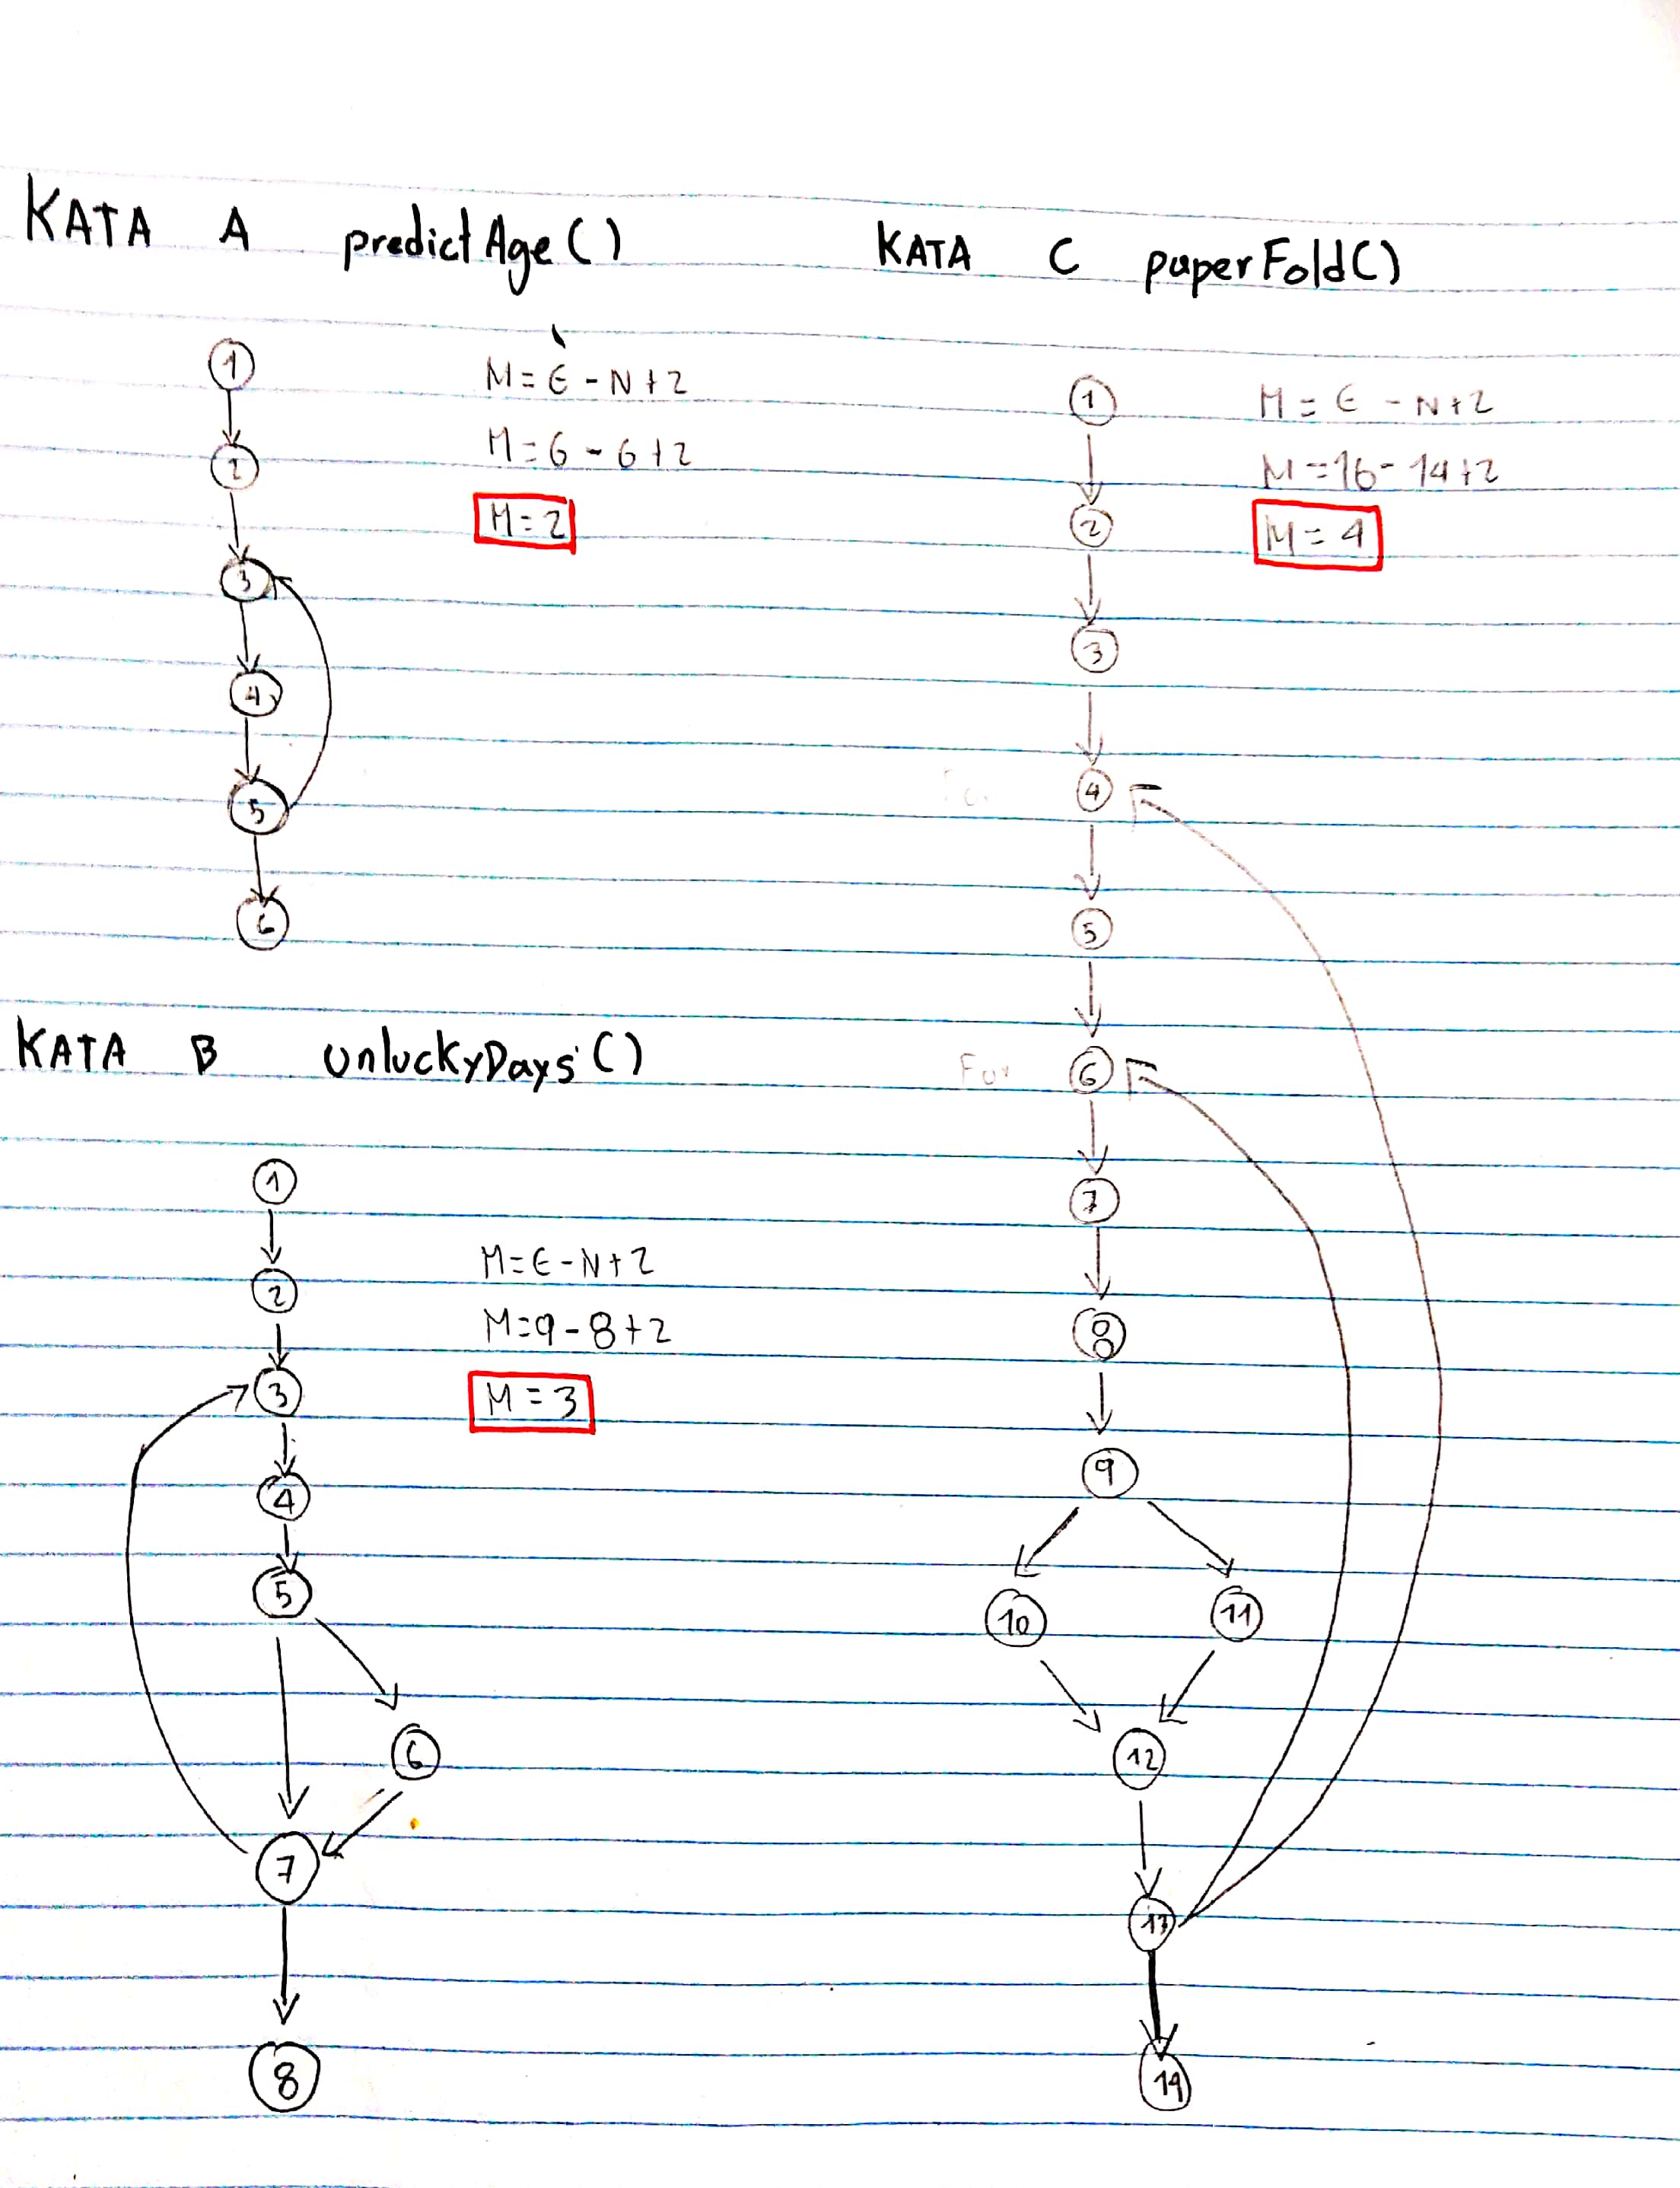 KATA A predictAge()
1
M = E - N + 2
2
M = 6 - 6 + 2
M = 2
3
4
5
6
KATA B unluckyDays()
1
2
M = E - N + 2
M = 9 - 8 + 2
3
M = 3
4
5
6
7
8
KATA C paperFold()
1
M = E - N + 2
M = 16 - 14 + 2
2
M = 4
3
4
5
For 6
7
8
9
10 11
12
13
14